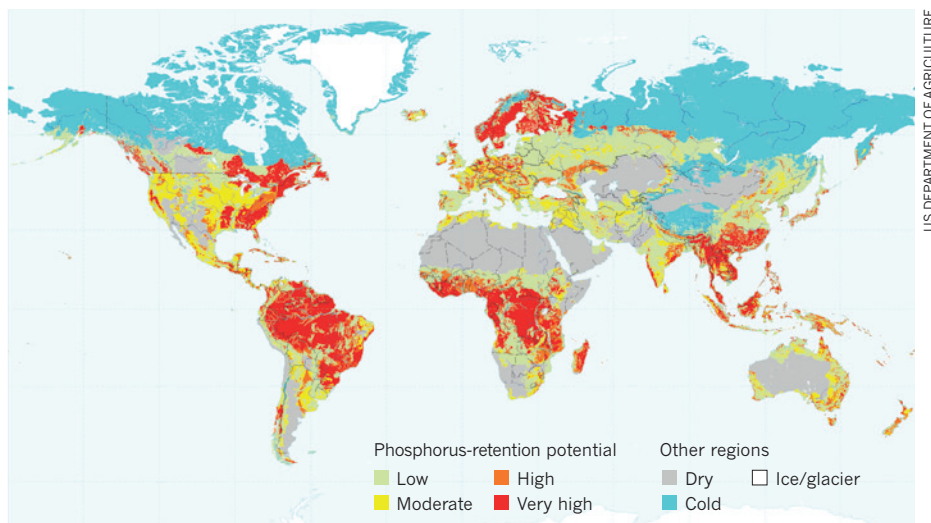 US DEPARTMENT OF AGRICULTURE
Phosphorus-retention potential
Low
High
Moderate
Very high
Other regions
Dry
Ice/glacier
Cold